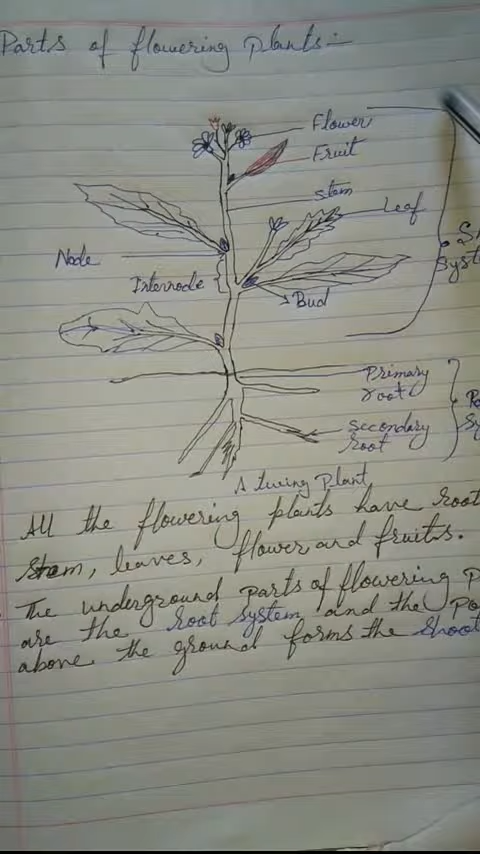 Parts of flowering plants:-
Flower
Fruit
stem
Leaf
Node
Internode
Bud
Primary
root
seccondary
root
A living Plant
All the flowering plants have root
Stem, leaves, flower and fruits.
The underground parts of flowering
are the root system and the
above the ground forms the shoot